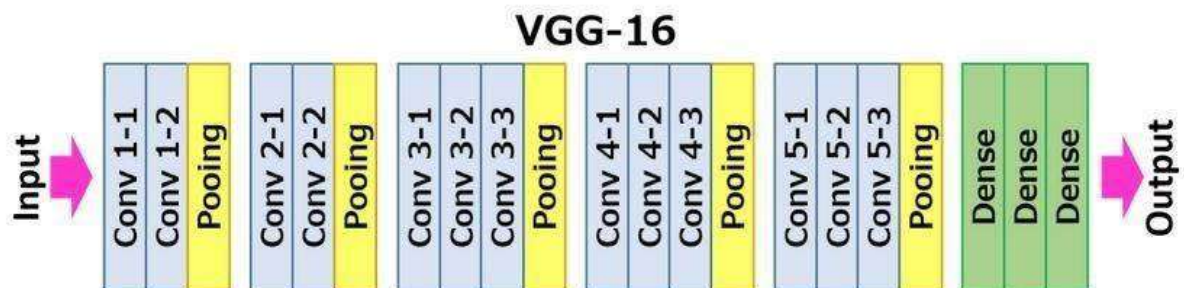 VGG-16
Input
Conv 1-1
Conv 1-2
Pooing
Conv 2-1
Conv 2-2
Pooing
Conv 3-1
Conv 3-2
Conv 3-3
Pooing
Conv 4-1
Conv 4-2
Conv 4-3
Pooing
Conv 5-1
Conv 5-2
Conv 5-3
Pooing
Dense
Dense
Dense
Output